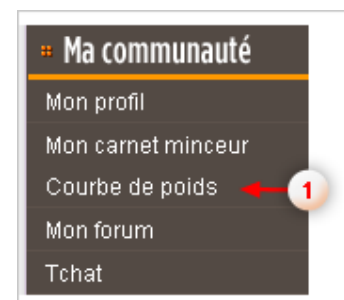 Ma communauté
Mon profil
Mon carnet minceur
Courbe de poids 1
Mon forum
Tchat